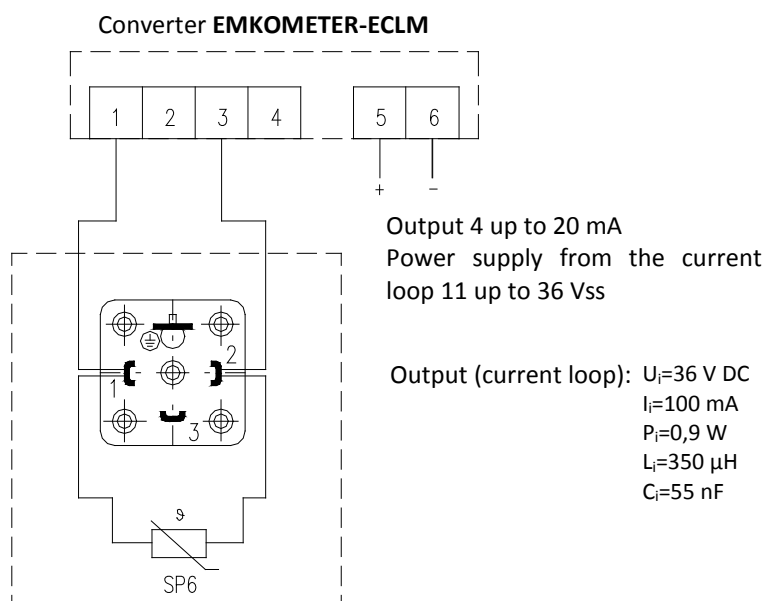 Converter EMKOMETER-ECLM
1 2 3 4 5 6
+ −
Output 4 up to 20 mA
Power supply from the current
loop 11 up to 36 Vss
2
1
3
Output (current loop): Uᵢ=36 V DC
Iᵢ=100 mA
Pᵢ=0,9 W
Lᵢ=350 µH
Cᵢ=55 nF
ϑ
SP6